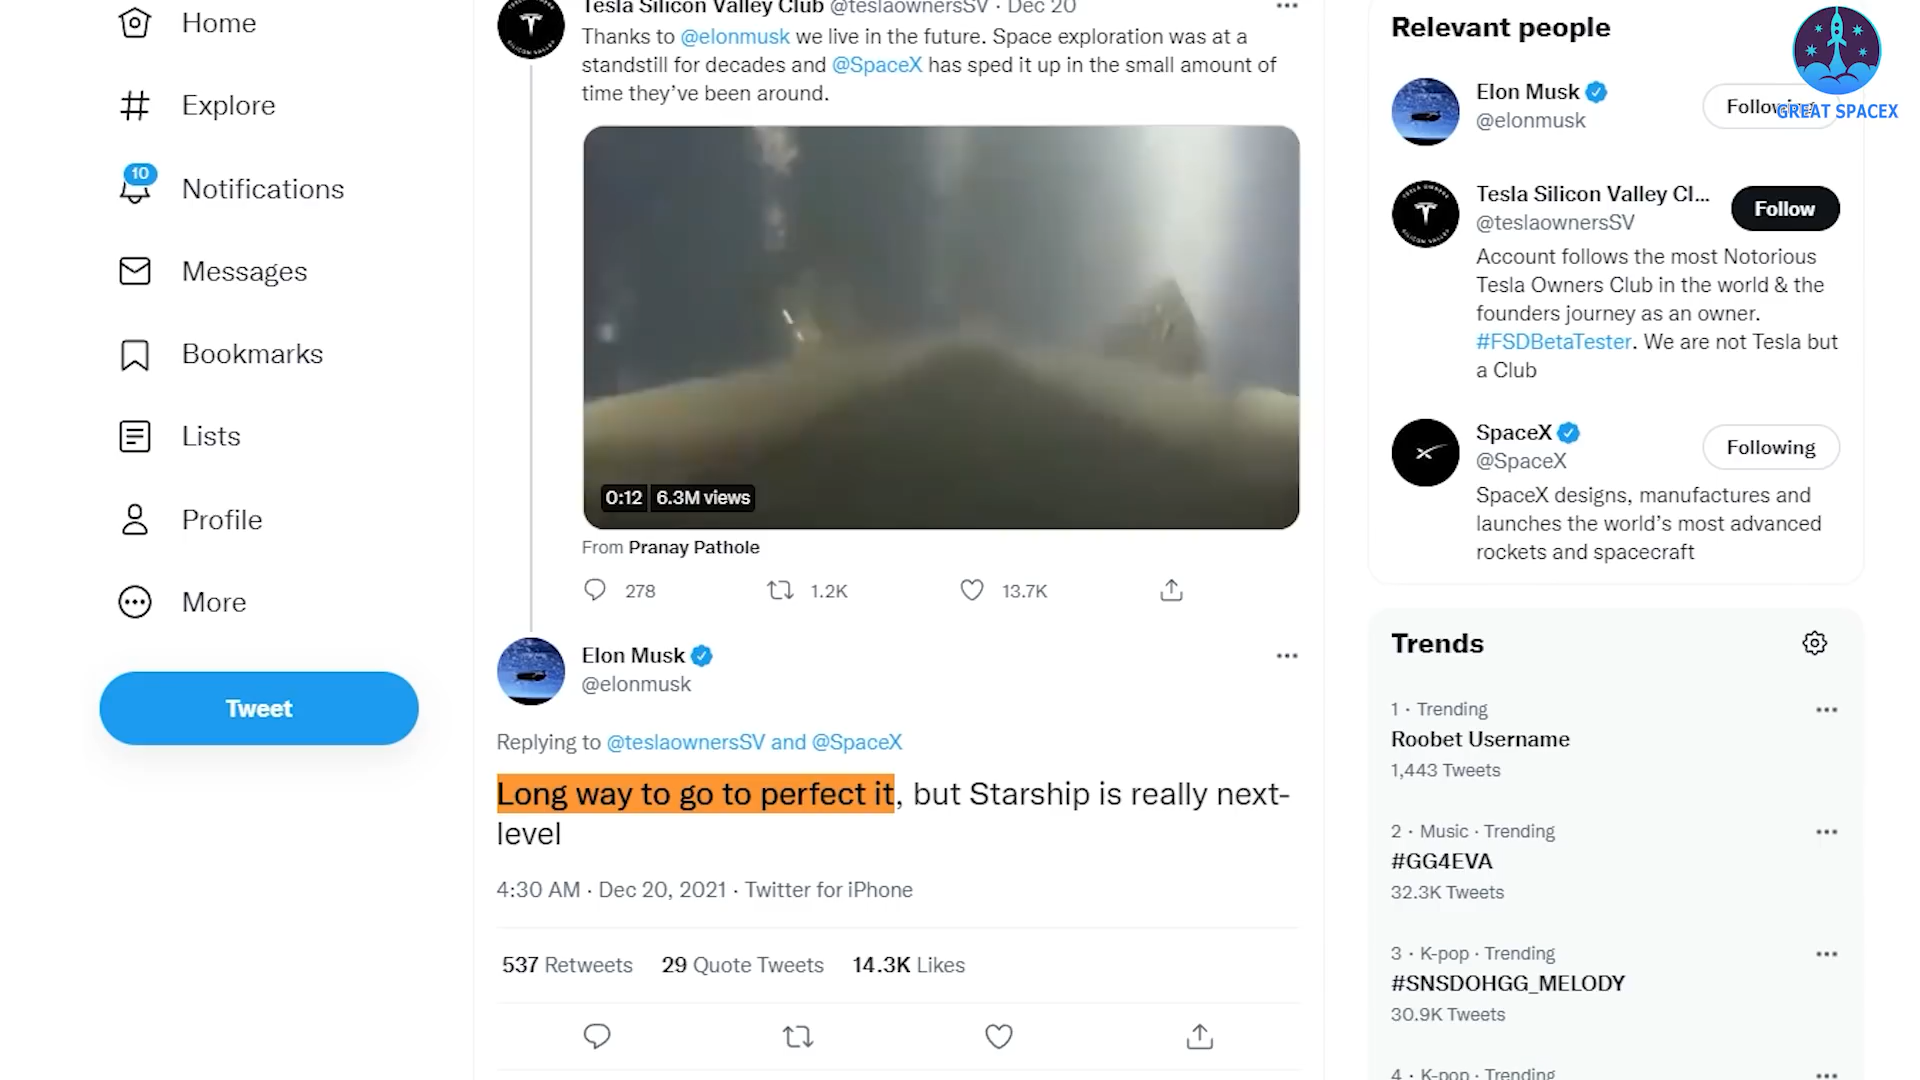 Home
Explore
10
Notifications
Messages
Bookmarks
Lists
Profile
More
Tweet
Tesla Silicon Valley Club @teslaownersSV · Dec 20
Thanks to @elonmusk we live in the future. Space exploration was at a
standstill for decades and @SpaceX has sped it up in the small amount of
time they've been around.
0:12 6.3M views
From Pranay Pathole
278 1.2K 13.7K
Elon Musk
@elonmusk
Replying to @teslaownersSV and @SpaceX
Long way to go to perfect it, but Starship is really next-
level
4:30 AM · Dec 20, 2021 · Twitter for iPhone
537 Retweets 29 Quote Tweets 14.3K Likes
Relevant people
Elon Musk
@elonmusk
Following
GREAT SPACEX
Tesla Silicon Valley Cl...
@teslaownersSV
Follow
Account follows the most Notorious
Tesla Owners Club in the world & the
founders journey as an owner.
#FSDBetaTester. We are not Tesla but
a Club
SpaceX
@SpaceX
Following
SpaceX designs, manufactures and
launches the world's most advanced
rockets and spacecraft
Trends
1 · Trending
Roobet Username
1,443 Tweets
2 · Music · Trending
#GG4EVA
32.3K Tweets
3 · K-pop · Trending
#SNSDOHGG_MELODY
30.9K Tweets
4 · K-pop · Trending